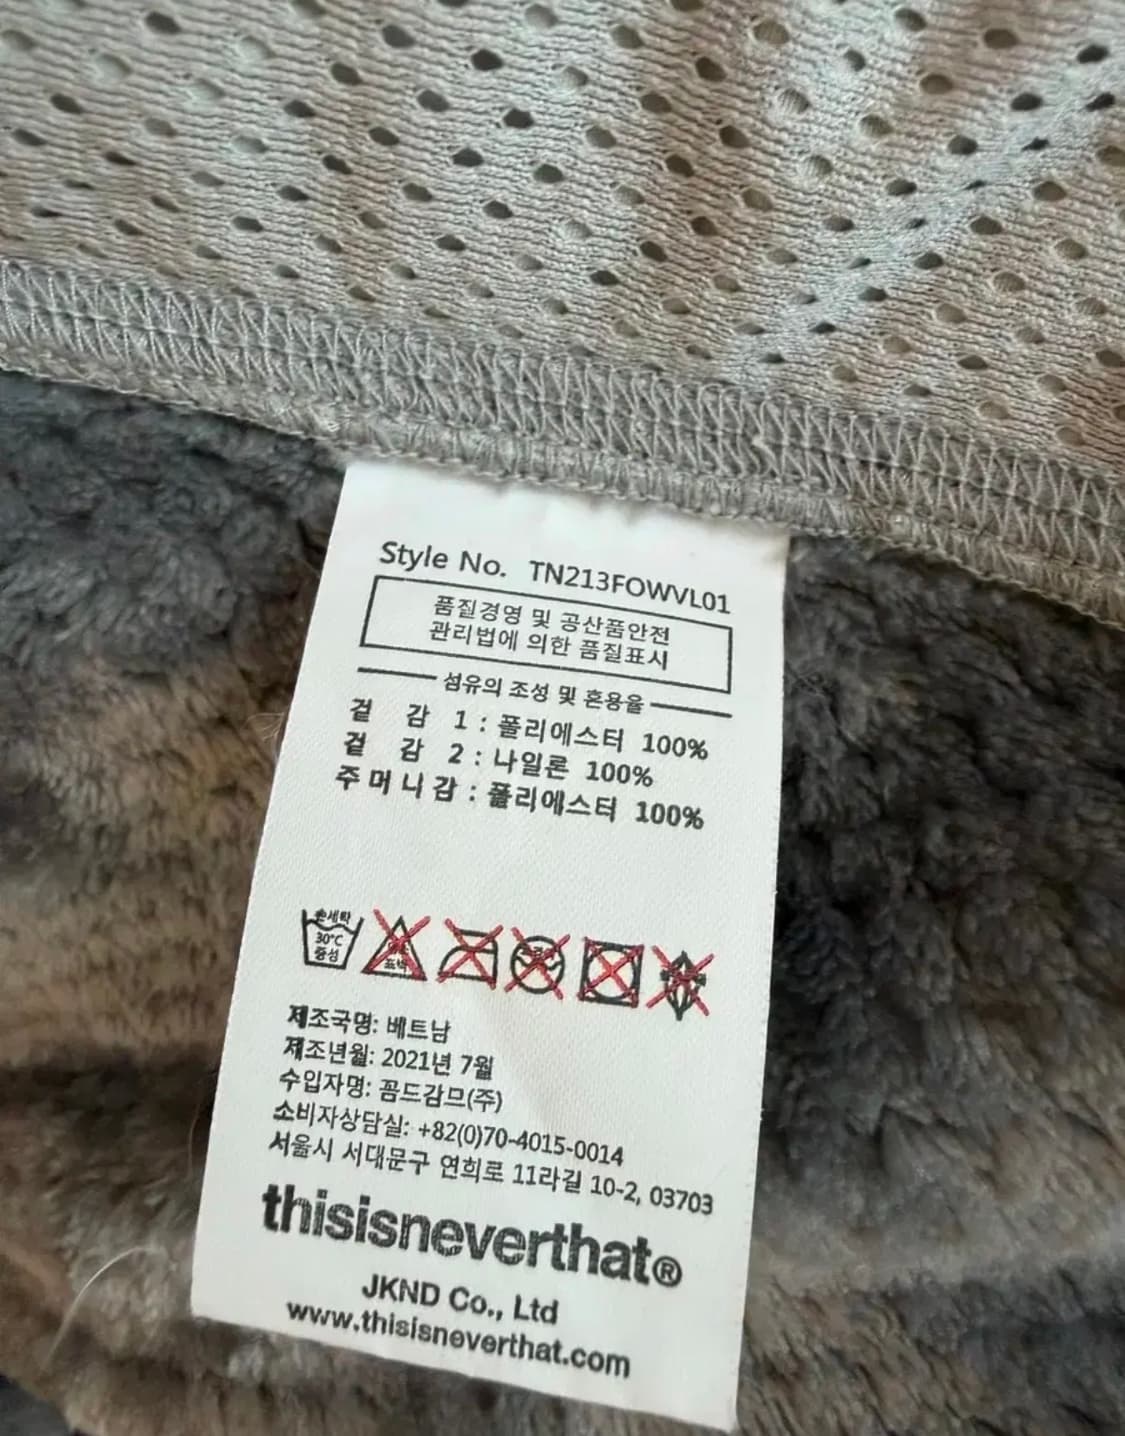 Style No. TN213FOWVL01
품질경영 및 공산품안전
관리법에 의한 품질표시
섬유의 조성 및 혼용율
겉 감 1 : 폴리에스터 100%
겉 감 2 : 나일론 100%
주머니감 : 폴리에스터 100%
손세탁
30°C
중성
제조국명: 베트남
제조년월: 2021년 7월
수입자명: 꼼드감므(주)
소비자상담실: +82(0)70-4015-0014
서울시 서대문구 연희로 11라길 10-2, 03703
thisisneverthat®
JKND Co., Ltd
www.thisisneverthat.com